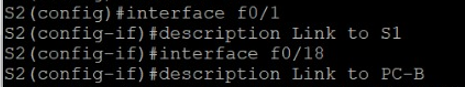 S2(config)#interface f0/1
S2(config-if)#description Link to S1
S2(config-if)#interface f0/18
S2(config-if)#description Link to PC-B